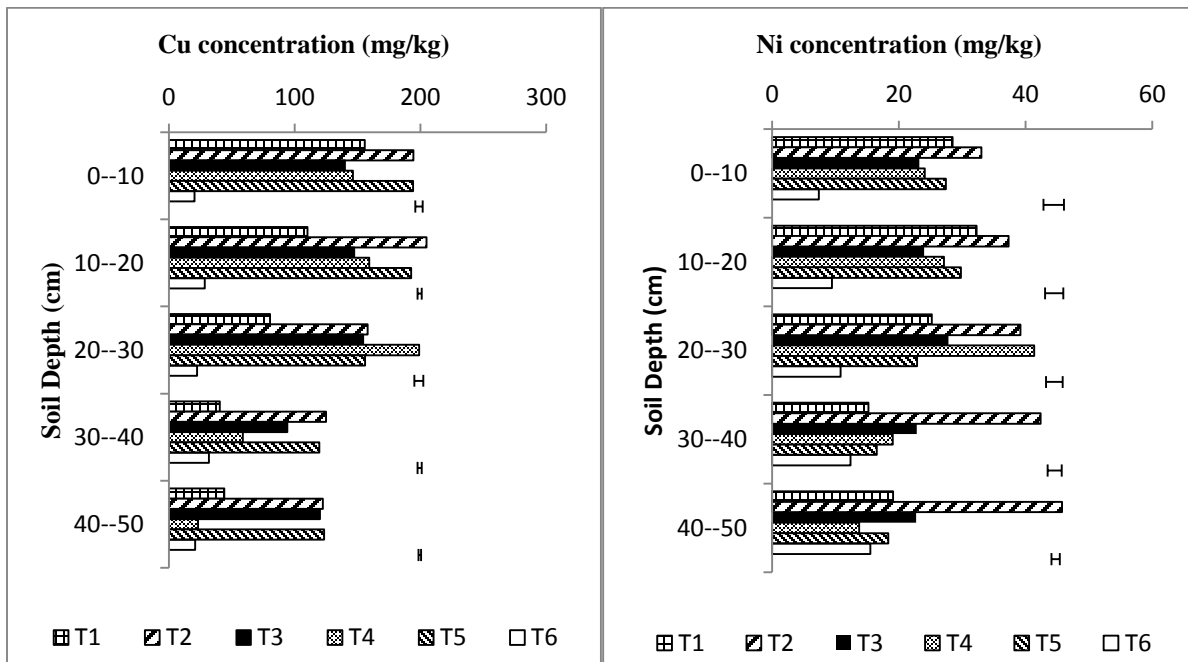 Cu concentration (mg/kg)
0 100 200 300
Soil Depth (cm)
0--10
10--20
20--30
30--40
40--50
T1 T2 T3 T4 T5 T6
Ni concentration (mg/kg)
0 20 40 60
Soil Depth (cm)
0--10
10--20
20--30
30--40
40--50
T1 T2 T3 T4 T5 T6